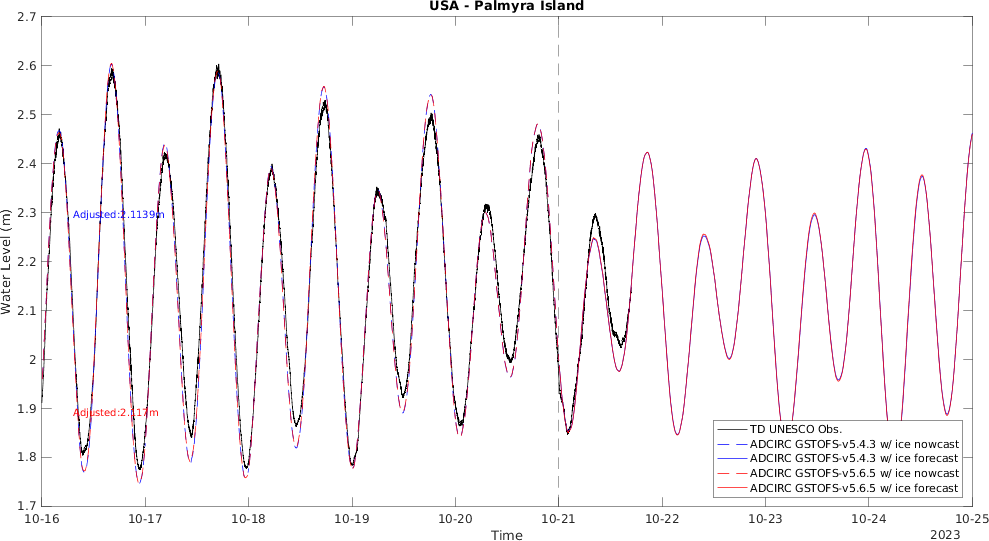 USA - Palmyra Island
2.7
2.6
2.5
2.4
2.3
2.2
2.1
2
1.9
1.8
1.7
Water Level (m)
Adjusted:2.1139m
Adjusted:2.117m
TD UNESCO Obs.
ADCIRC GSTOFS-v5.4.3 w/ ice nowcast
ADCIRC GSTOFS-v5.4.3 w/ ice forecast
ADCIRC GSTOFS-v5.6.5 w/ ice nowcast
ADCIRC GSTOFS-v5.6.5 w/ ice forecast
10-16 10-17 10-18 10-19 10-20 10-21 10-22 10-23 10-24 10-25
Time
2023